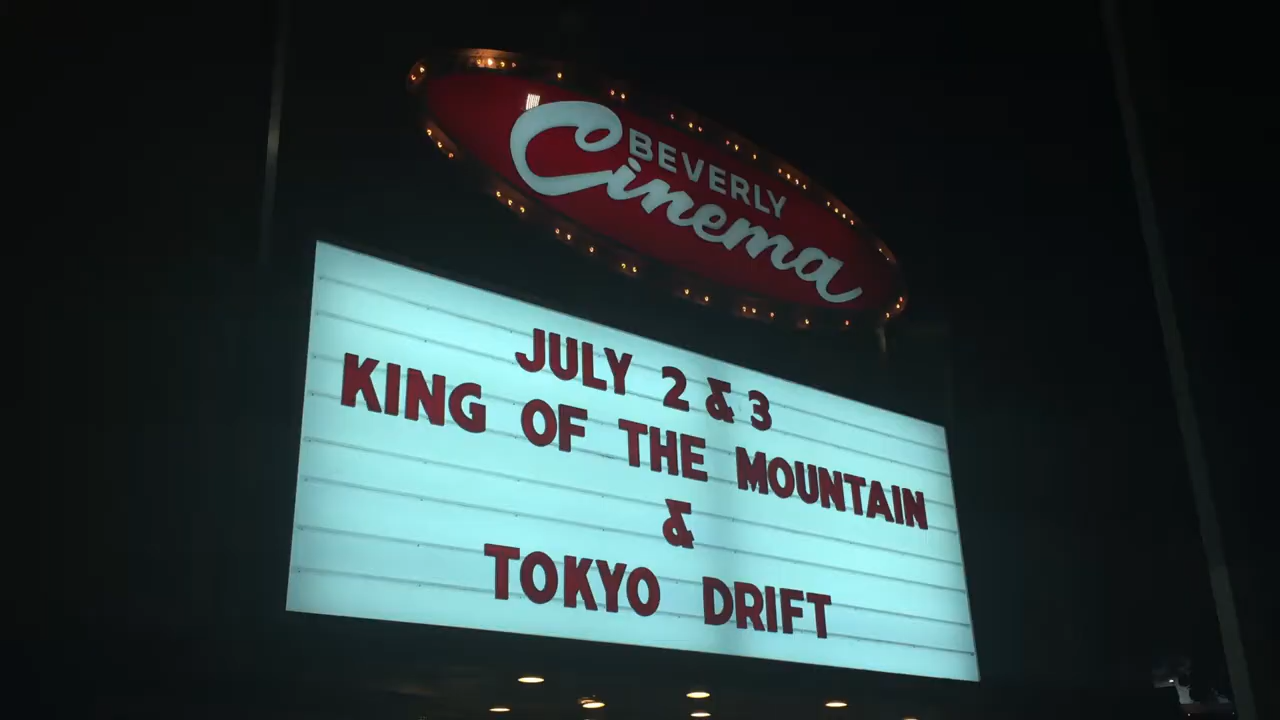 BEVERLY
Cinema
JULY 2 & 3
KING OF THE MOUNTAIN
&
TOKYO DRIFT